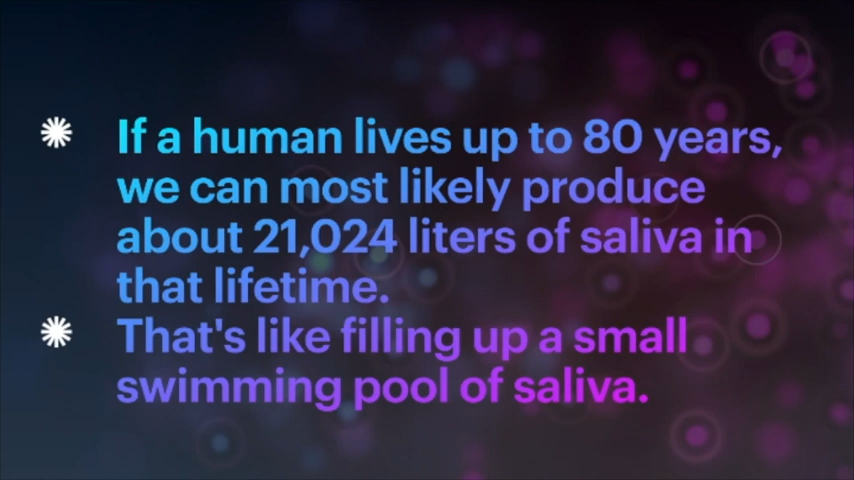 If a human lives up to 80 years,
we can most likely produce
about 21,024 liters of saliva in
that lifetime.
That's like filling up a small
swimming pool of saliva.